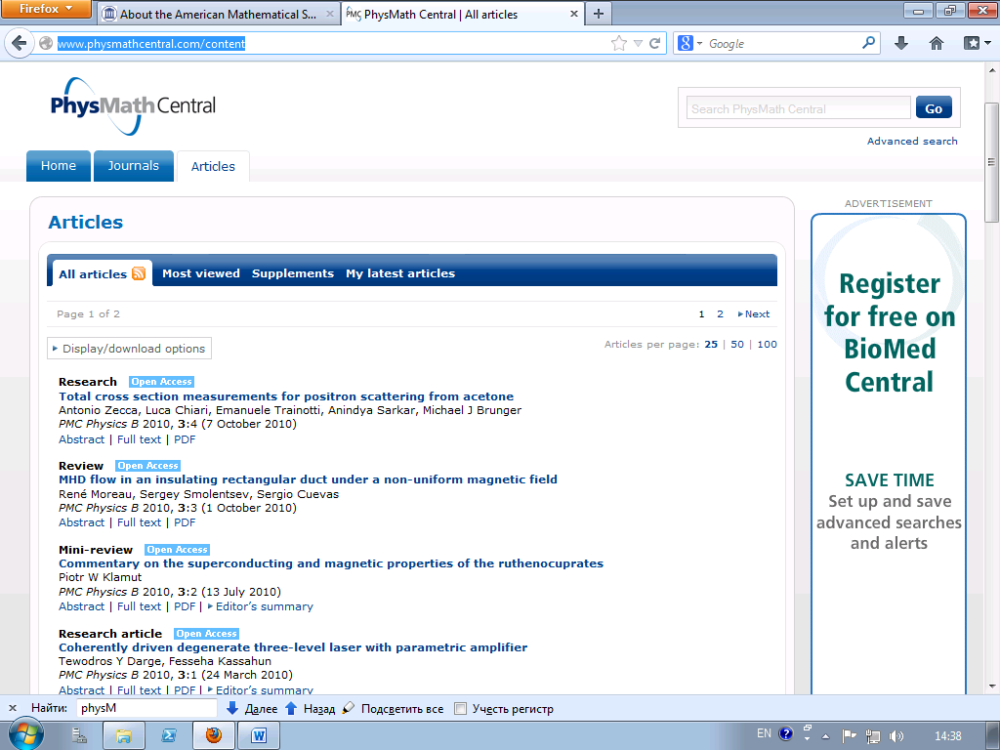 Firefox
About the American Mathematical S...
PMC PhysMath Central | All articles
www.physmathcentral.com/content
Google
PhysMath Central
Search PhysMath Central
Go
Advanced search
Home
Journals
Articles
ADVERTISEMENT
Articles
All articles
Most viewed
Supplements
My latest articles
Page 1 of 2
1 2 Next
Display/download options
Articles per page: 25 | 50 | 100
Research Open Access
Total cross section measurements for positron scattering from acetone
Antonio Zecca, Luca Chiari, Emanuele Trainotti, Anindya Sarkar, Michael J Brunger
PMC Physics B 2010, 3:4 (7 October 2010)
Abstract | Full text | PDF
Review Open Access
MHD flow in an insulating rectangular duct under a non-uniform magnetic field
René Moreau, Sergey Smolentsev, Sergio Cuevas
PMC Physics B 2010, 3:3 (1 October 2010)
Abstract | Full text | PDF
Mini-review Open Access
Commentary on the superconducting and magnetic properties of the ruthenocuprates
Piotr W Klamut
PMC Physics B 2010, 3:2 (13 July 2010)
Abstract | Full text | PDF | Editor's summary
Research article Open Access
Coherently driven degenerate three-level laser with parametric amplifier
Tewodros Y Darge, Fesseha Kassahun
PMC Physics B 2010, 3:1 (24 March 2010)
Abstract | Full text | PDF | Editor's summary
Register
for free on
BioMed
Central
SAVE TIME
Set up and save
advanced searches
and alerts
Найти: physM Далее Назад Подсветить все Учесть регистр
EN 14:38